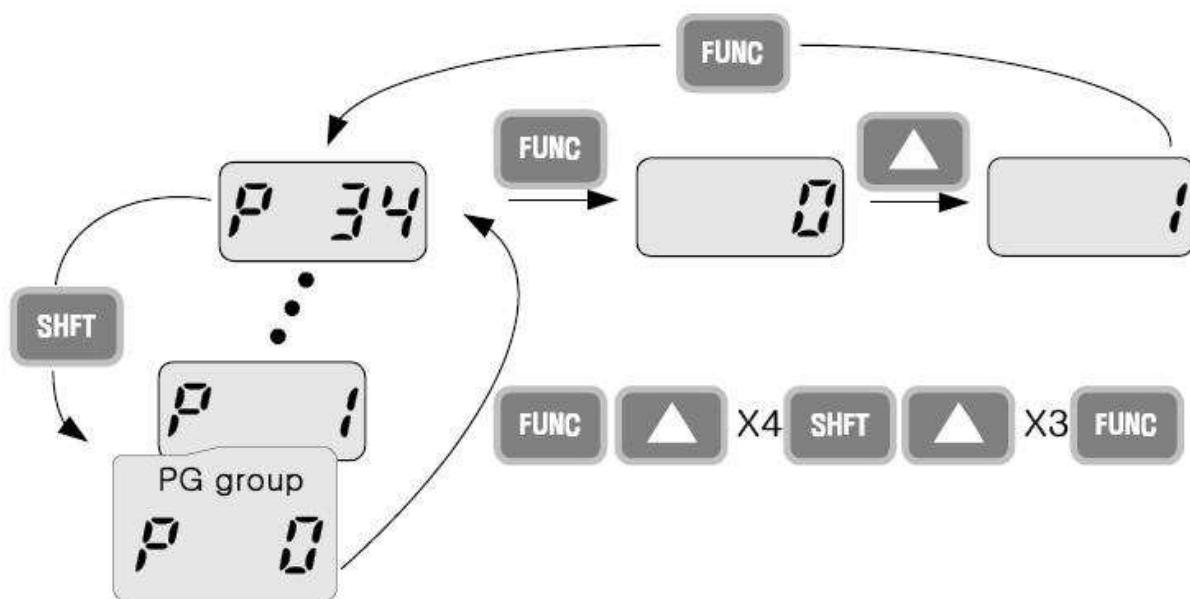 FUNC
FUNC
P 34
0
1
SHFT
P 1
FUNC X4 SHFT X3 FUNC
PG group
P 0